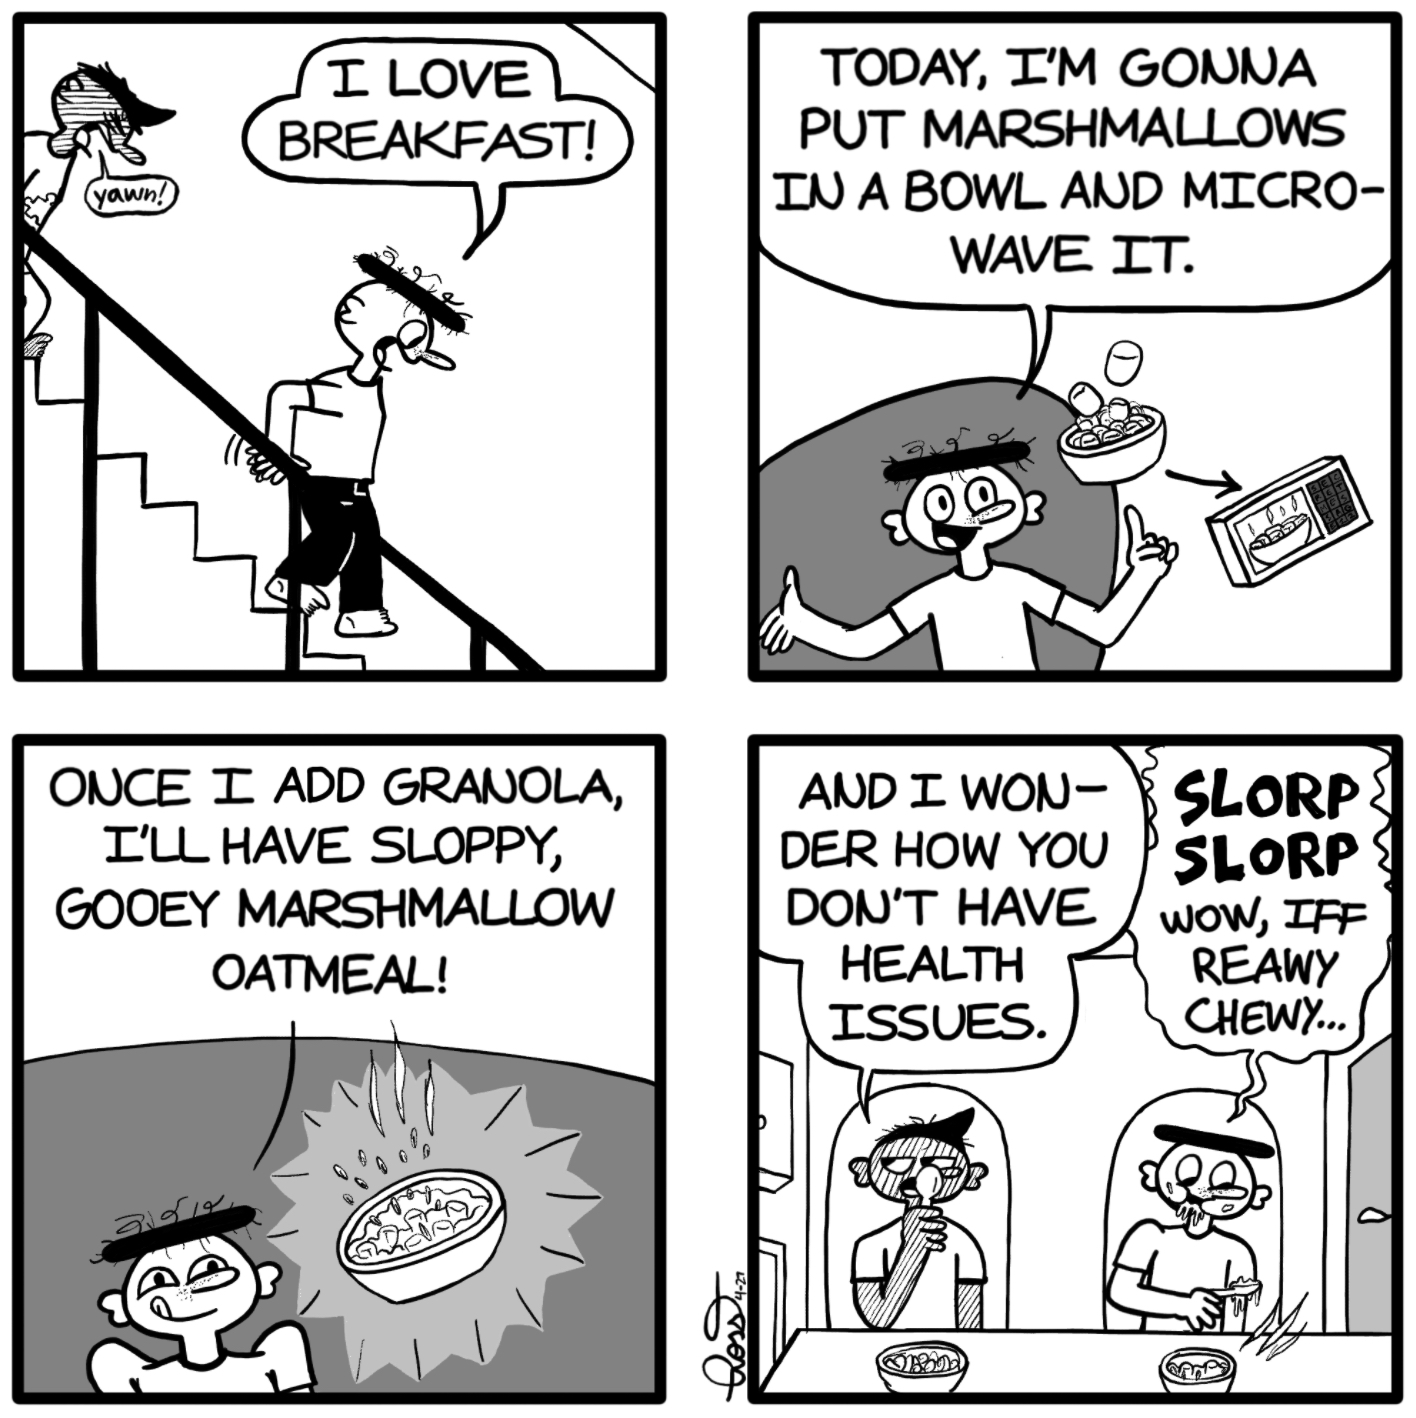 I LOVE
BREAKFAST!
yawn!
TODAY, I'M GONNA
PUT MARSHMALLOWS
IN A BOWL AND MICRO-
WAVE IT.
ONCE I ADD GRANOLA,
I'LL HAVE SLOPPY,
GOOEY MARSHMALLOW
OATMEAL!
AND I WON-
DER HOW YOU
DON'T HAVE
HEALTH
ISSUES.
SLORP
SLORP
WOW, IFF
REAWY
CHEWY...
4-27